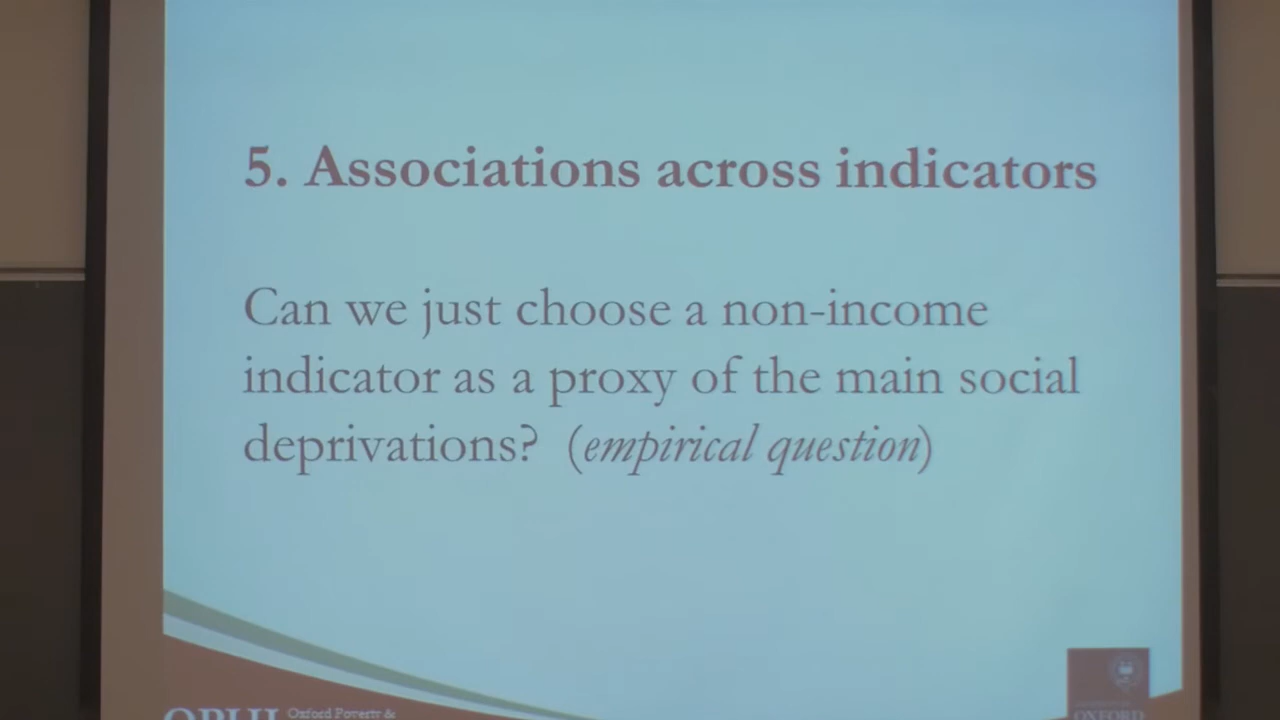 5. Associations across indicators
Can we just choose a non-income
indicator as a proxy of the main social
deprivations? (empirical question)
OPHI Oxford Poverty &
OXFORD